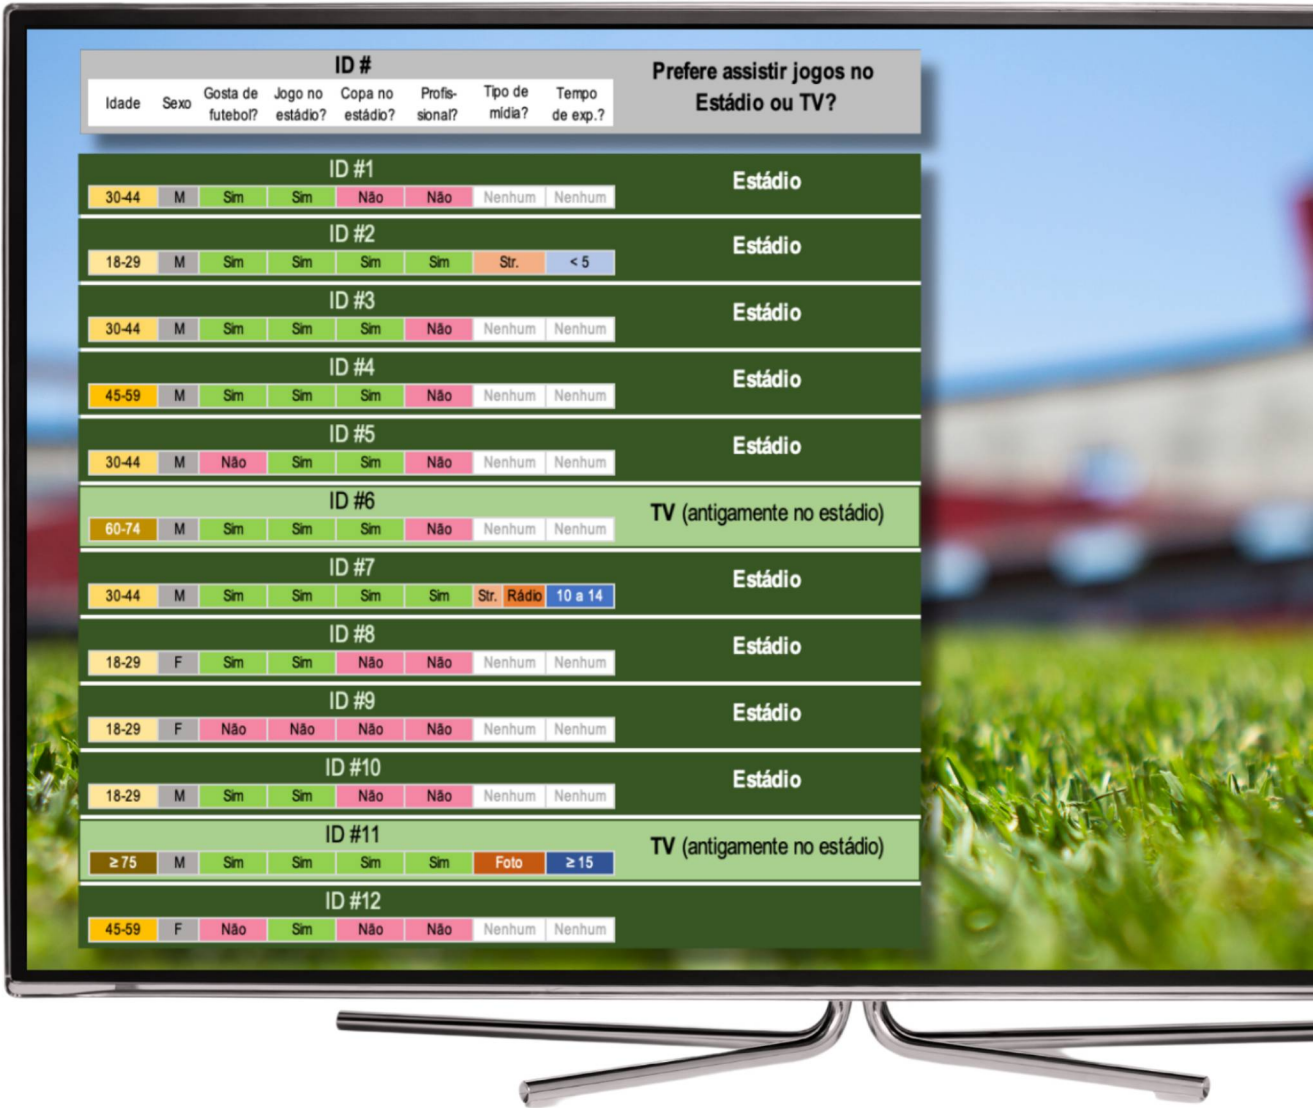 ID #
Prefere assistir jogos no
Estádio ou TV?
Idade Sexo Gosta de futebol? Jogo no estádio? Copa no estádio? Profis-sional? Tipo de mídia? Tempo de exp.?
ID #1
30-44 M Sim Sim Não Não Nenhum Nenhum
Estádio
ID #2
18-29 M Sim Sim Sim Sim Str. < 5
Estádio
ID #3
30-44 M Sim Sim Sim Não Nenhum Nenhum
Estádio
ID #4
45-59 M Sim Sim Sim Não Nenhum Nenhum
Estádio
ID #5
30-44 M Não Sim Sim Não Nenhum Nenhum
Estádio
ID #6
60-74 M Sim Sim Sim Não Nenhum Nenhum
TV (antigamente no estádio)
ID #7
30-44 M Sim Sim Sim Sim Str. Rádio 10 a 14
Estádio
ID #8
18-29 F Sim Sim Não Não Nenhum Nenhum
Estádio
ID #9
18-29 F Não Não Não Não Nenhum Nenhum
Estádio
ID #10
18-29 M Sim Sim Não Não Nenhum Nenhum
Estádio
ID #11
≥ 75 M Sim Sim Sim Sim Foto ≥ 15
TV (antigamente no estádio)
ID #12
45-59 F Não Sim Não Não Nenhum Nenhum